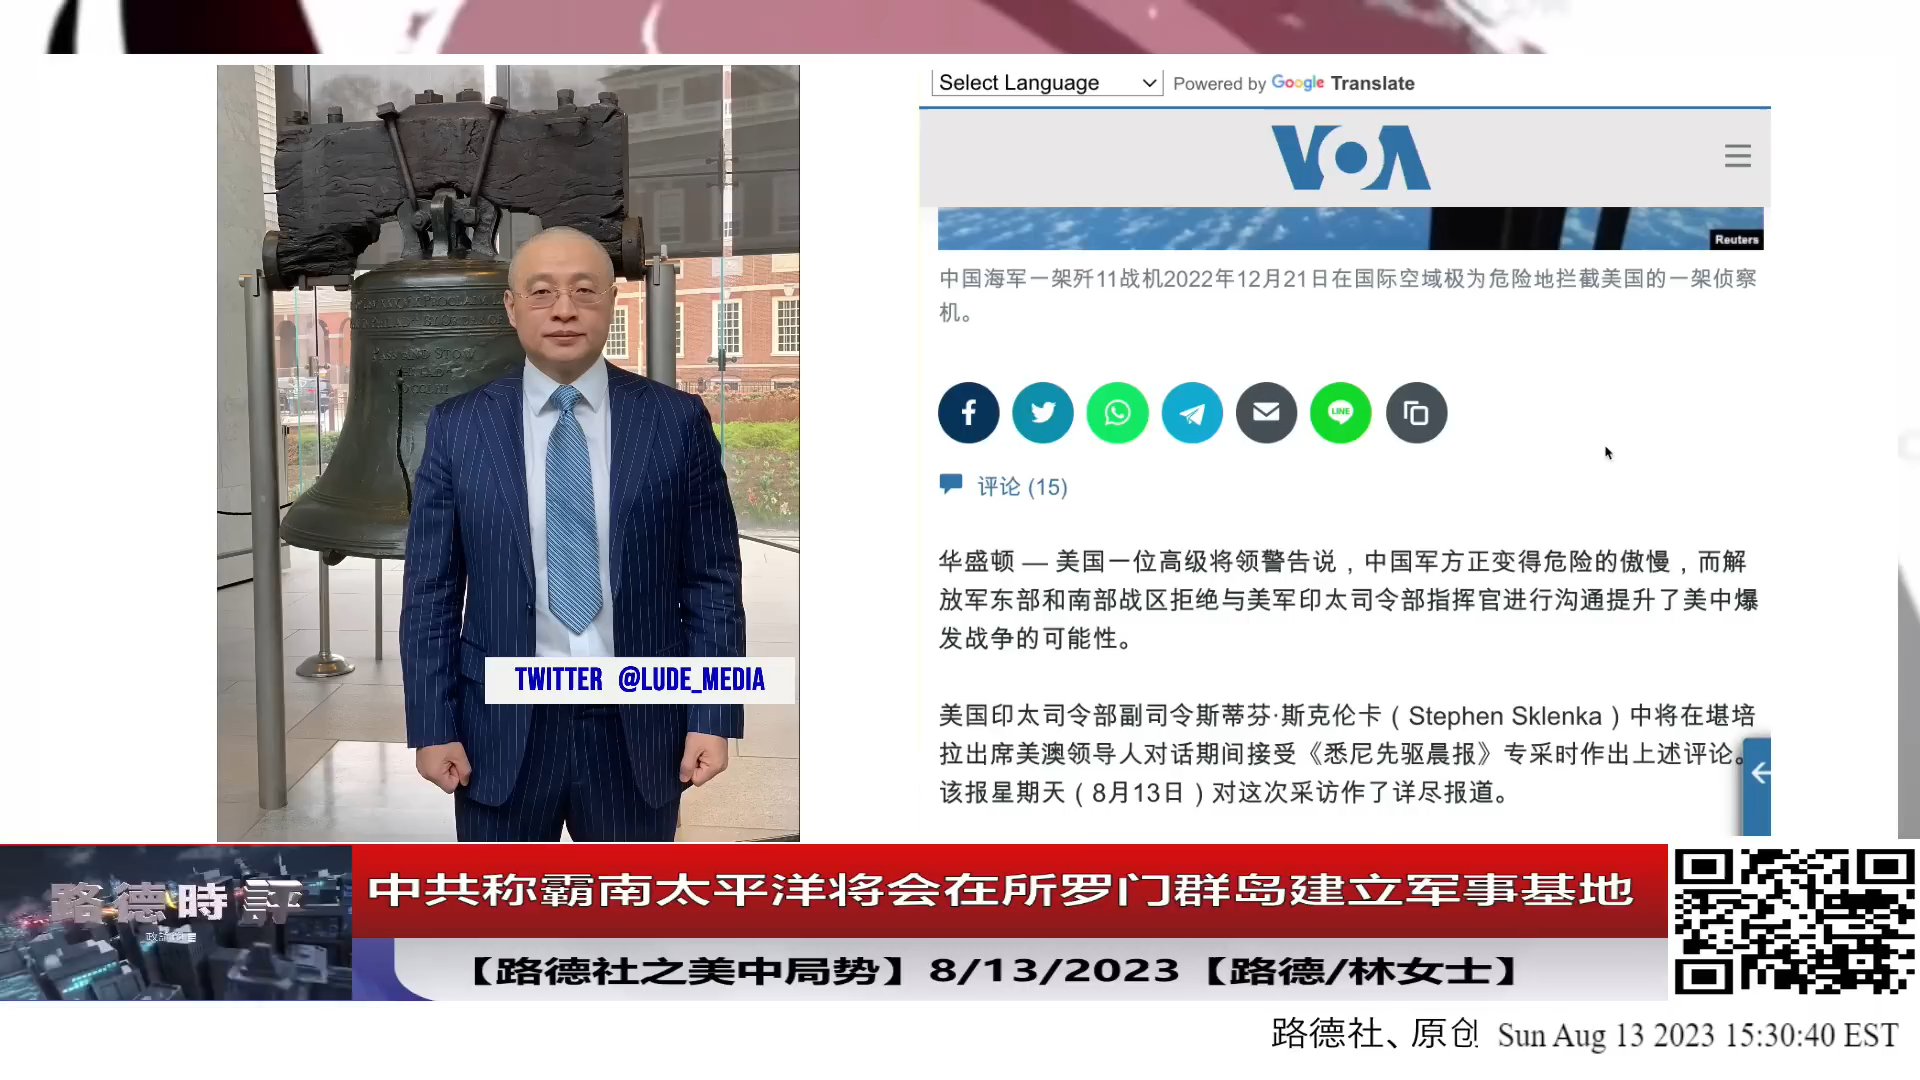 Select Language
Powered by Google Translate
VOA
Reuters
中国海军一架歼11战机2022年12月21日在国际空域极为危险地拦截美国的一架侦察
机。
LINE
评论 (15)
华盛顿 — 美国一位高级将领警告说，中国军方正变得危险的傲慢，而解
放军东部和南部战区拒绝与美军印太司令部指挥官进行沟通提升了美中爆
发战争的可能性。
美国印太司令部副司令斯蒂芬·斯克伦卡（Stephen Sklenka）中将在堪培
拉出席美澳领导人对话期间接受《悉尼先驱晨报》专采时作出上述评论。
该报星期天（8月13日）对这次采访作了详尽报道。
PASS AND STOW
TWITTER @LUDE_MEDIA
路德時評
中共称霸南太平洋将会在所罗门群岛建立军事基地
【路德社之美中局势】8/13/2023【路德/林女士】
路德社、原创
Sun Aug 13 2023 15:30:40 EST